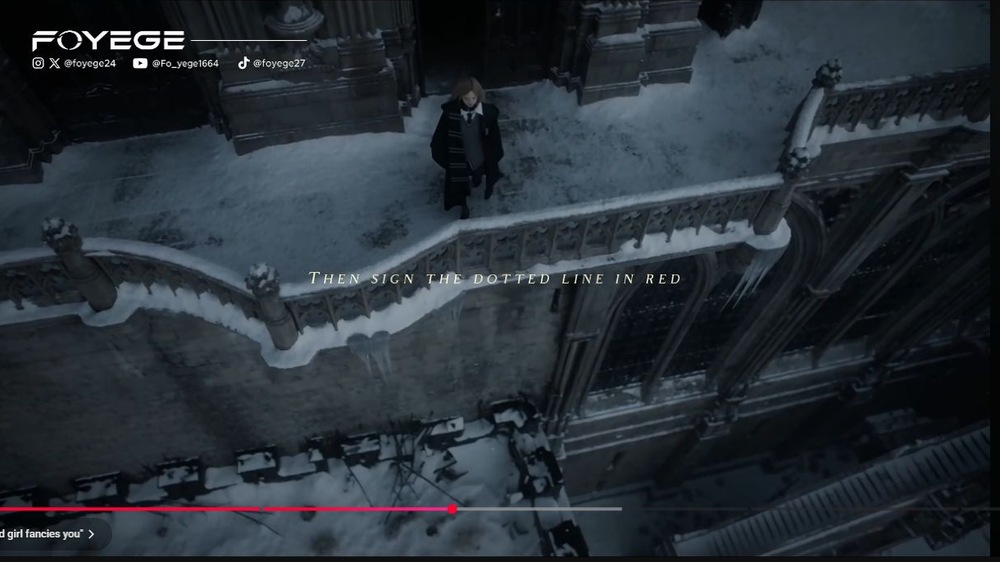 FOYEGE
@foyege24 @Fo_yege1664 @foyege27
THEN SIGN THE DOTTED LINE IN RED
d girl fancies you"